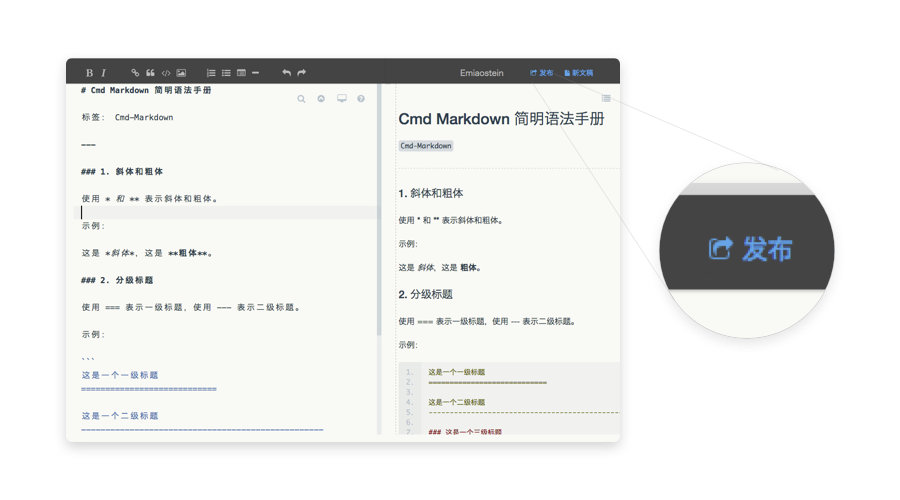 B I
Emiaostein 发布 新文稿
# Cmd Markdown 简明语法手册
标签: Cmd-Markdown
---
### 1. 斜体和粗体
使用 * 和 ** 表示斜体和粗体。
示例:
这是 *斜体*, 这是 **粗体**。
### 2. 分级标题
使用 === 表示一级标题, 使用 --- 表示二级标题。
示例:
```
这是一个一级标题
============================
这是一个二级标题
--------------------------------------------------
Cmd Markdown 简明语法手册
Cmd-Markdown
1. 斜体和粗体
使用 * 和 ** 表示斜体和粗体。
示例:
这是 斜体, 这是 粗体。
2. 分级标题
使用 === 表示一级标题, 使用 --- 表示二级标题。
示例:
1. 这是一个一级标题
2. ============================
3.
4. 这是一个二级标题
5. --------------------------------------------------
6.
7. ### 这是一个三级标题
发布